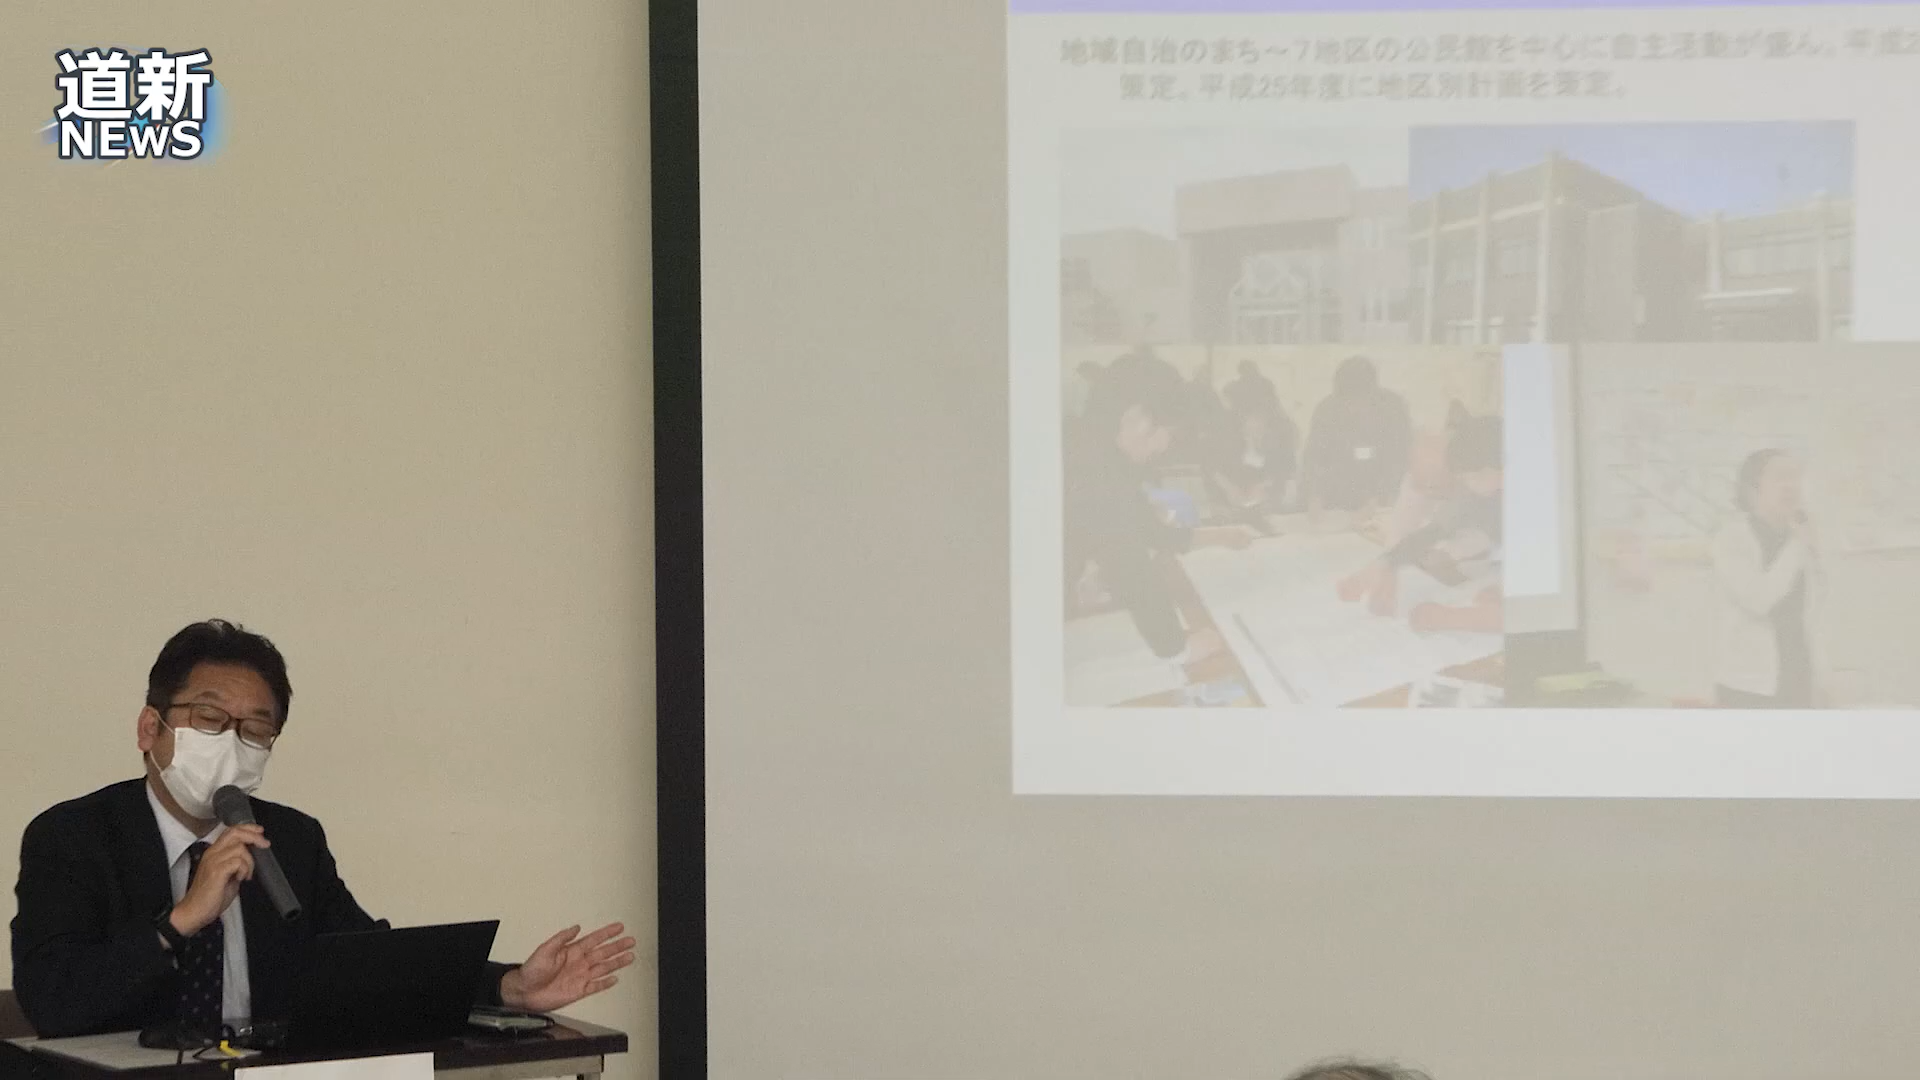 道新
NEWS
地域自治のまち～7地区の公民館を中心に自主活動が盛ん。平成2
策定。平成25年度に地区別計画を策定。